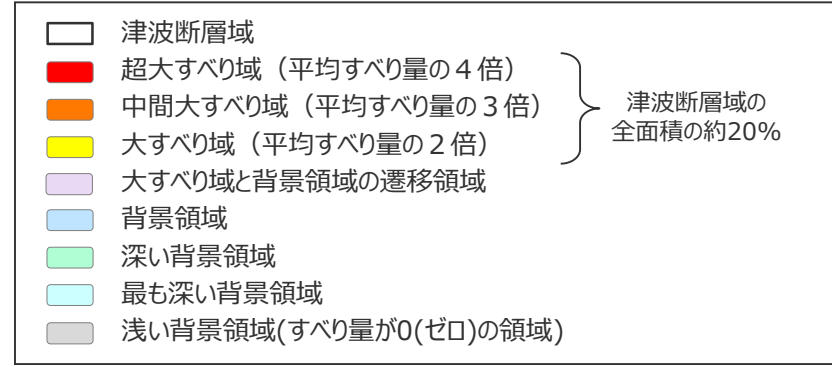 津波断層域
超大すべり域（平均すべり量の４倍）
中間大すべり域（平均すべり量の３倍）
大すべり域（平均すべり量の２倍）
津波断層域の
全面積の約20%
大すべり域と背景領域の遷移領域
背景領域
深い背景領域
最も深い背景領域
浅い背景領域(すべり量が0(ゼロ)の領域)